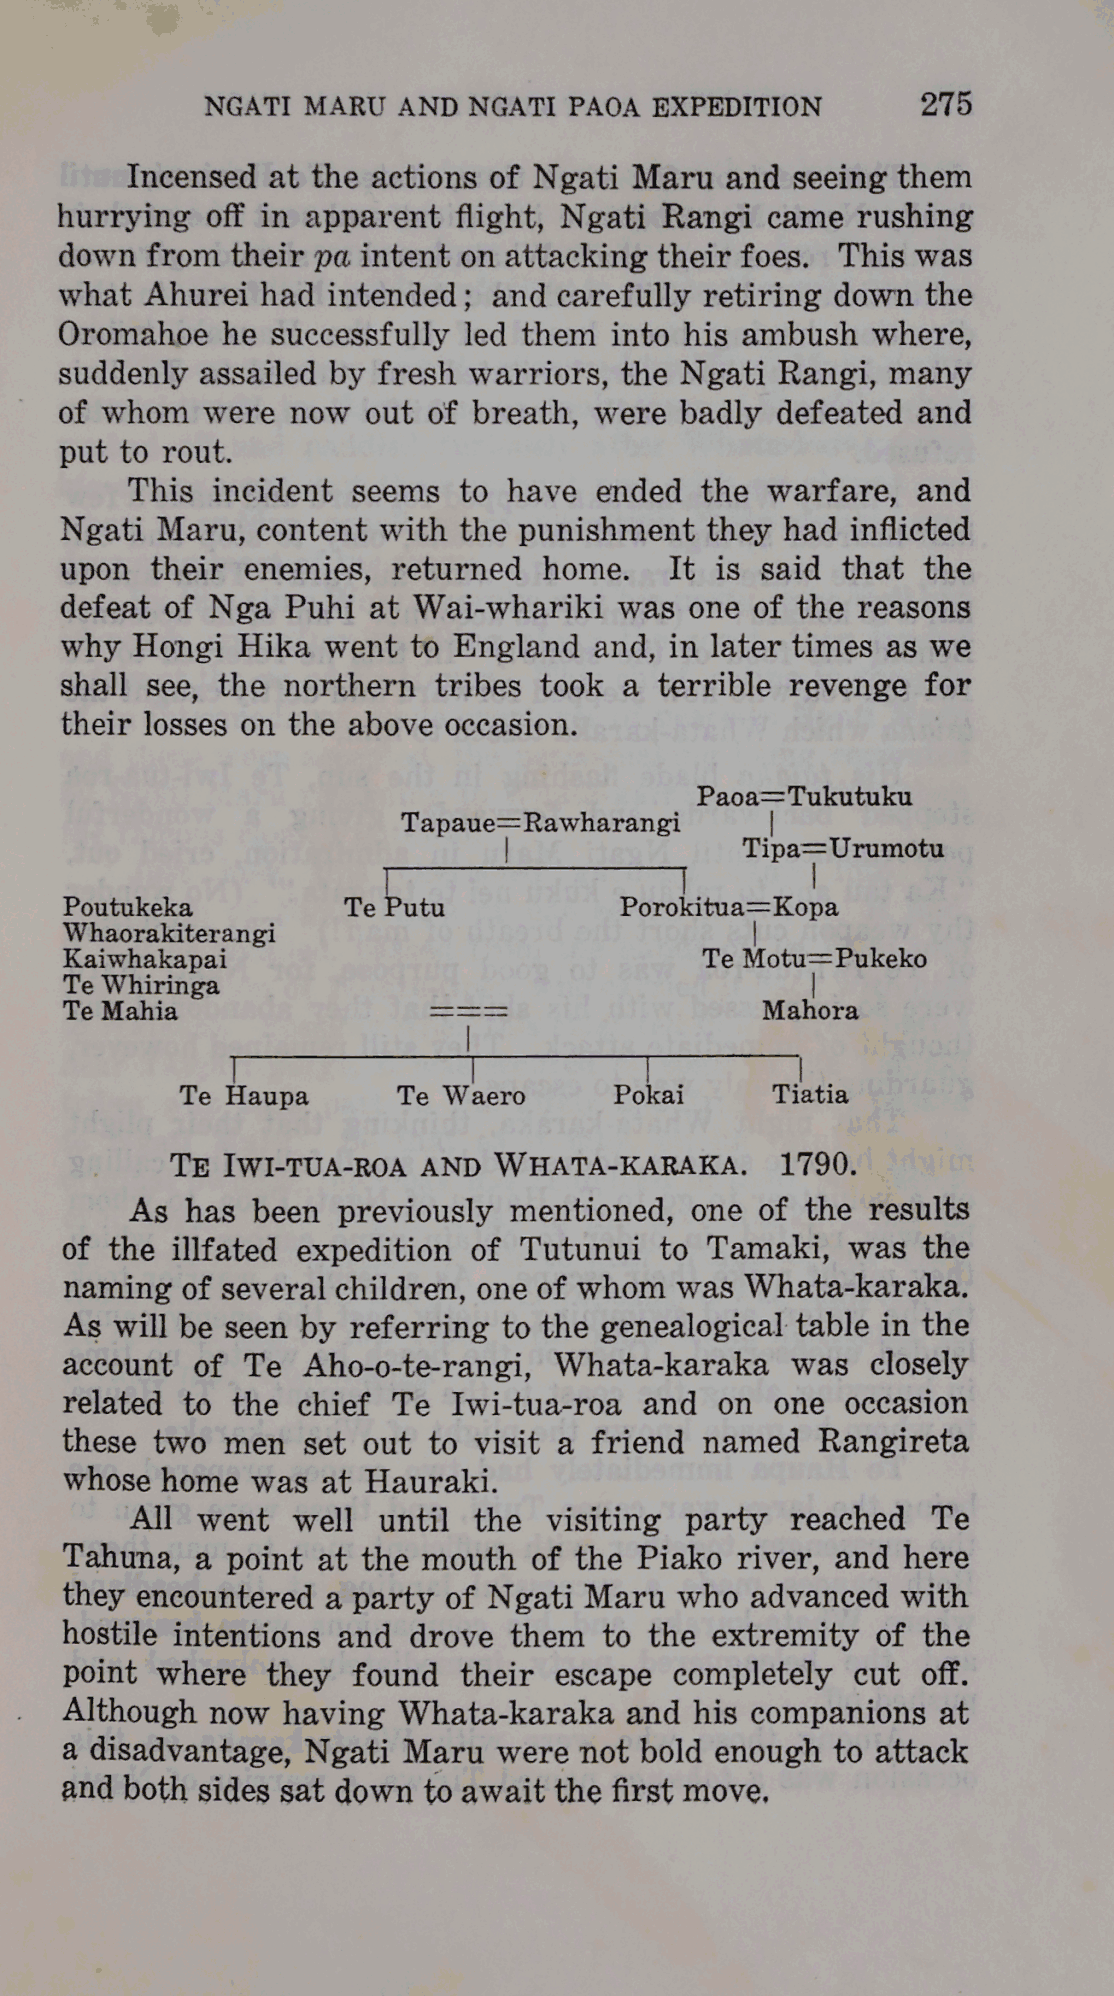 NGATI MARU AND NGATI PAOA EXPEDITION 275
Incensed at the actions of Ngati Maru and seeing them
hurrying off in apparent flight, Ngati Rangi came rushing
down from their pa intent on attacking their foes. This was
what Ahurei had intended; and carefully retiring down the
Oromahoe he successfully led them into his ambush where,
suddenly assailed by fresh warriors, the Ngati Rangi, many
of whom were now out of breath, were badly defeated and
put to rout.
This incident seems to have ended the warfare, and
Ngati Maru, content with the punishment they had inflicted
upon their enemies, returned home. It is said that the
defeat of Nga Puhi at Wai-whariki was one of the reasons
why Hongi Hika went to England and, in later times as we
shall see, the northern tribes took a terrible revenge for
their losses on the above occasion.
Paoa=Tukutuku
Tapaue=Rawharangi
Tipa=Urumotu
Poutukeka Te Putu Porokitua=Kopa
Whaorakiterangi
Kaiwhakapai Te Motu=Pukeko
Te Whiringa
Te Mahia === Mahora
Te Haupa Te Waero Pokai Tiatia
TE IWI-TUA-ROA AND WHATA-KARAKA. 1790.
As has been previously mentioned, one of the results
of the illfated expedition of Tutunui to Tamaki, was the
naming of several children, one of whom was Whata-karaka.
As will be seen by referring to the genealogical table in the
account of Te Aho-o-te-rangi, Whata-karaka was closely
related to the chief Te Iwi-tua-roa and on one occasion
these two men set out to visit a friend named Rangireta
whose home was at Hauraki.
All went well until the visiting party reached Te
Tahuna, a point at the mouth of the Piako river, and here
they encountered a party of Ngati Maru who advanced with
hostile intentions and drove them to the extremity of the
point where they found their escape completely cut off.
Although now having Whata-karaka and his companions at
a disadvantage, Ngati Maru were not bold enough to attack
and both sides sat down to await the first move.